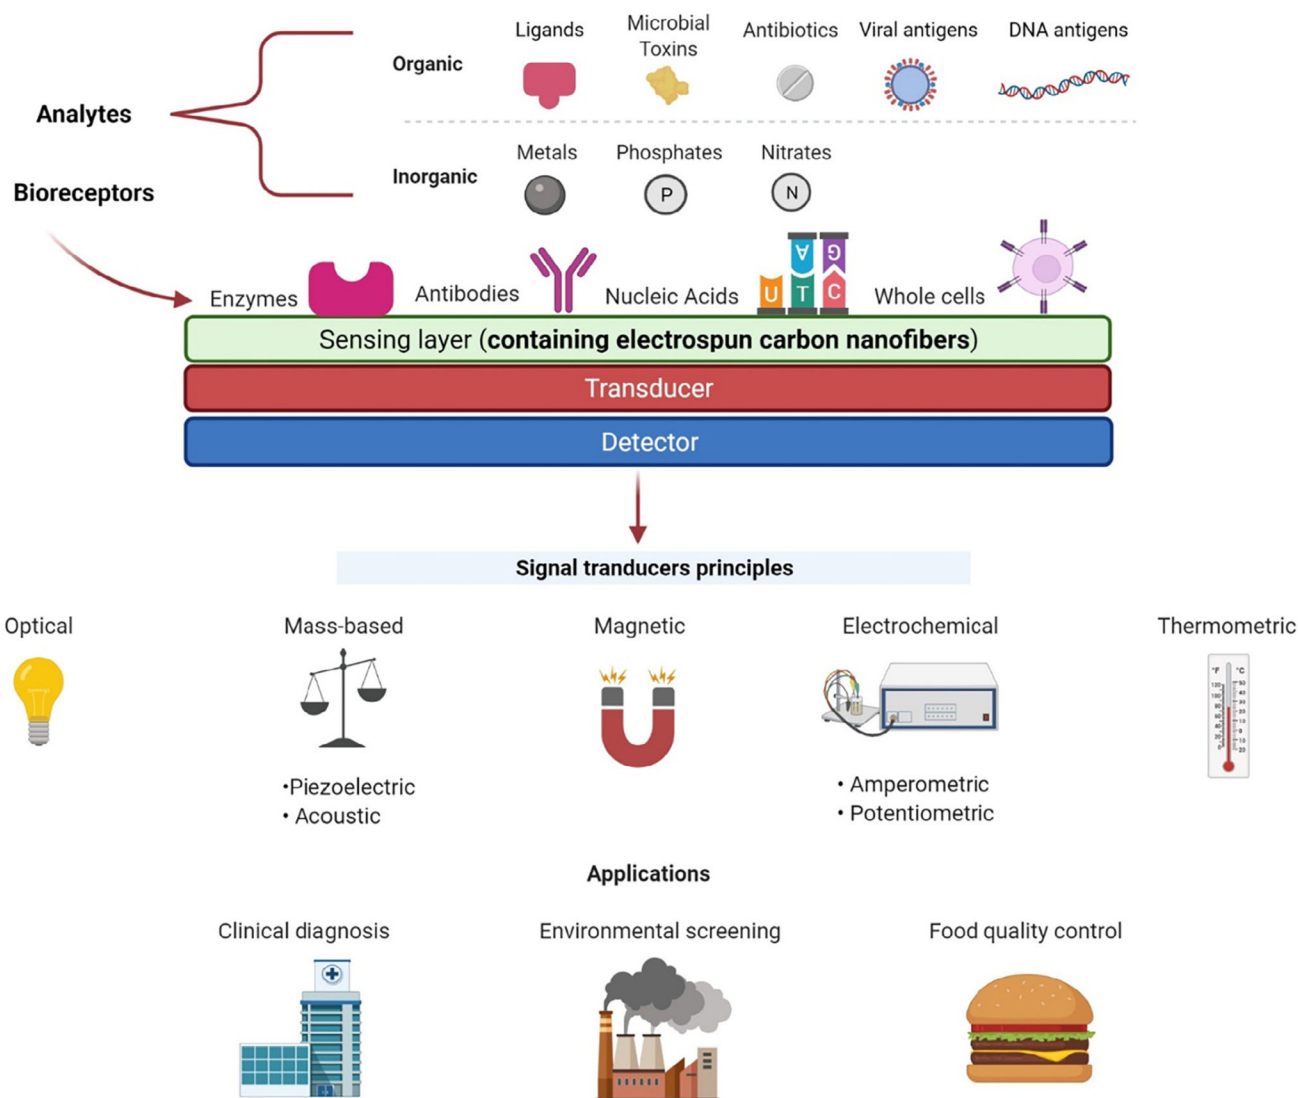 Ligands
Microbial
Toxins
Antibiotics
Viral antigens
DNA antigens
Organic
Analytes
Metals
Phosphates
Nitrates
Inorganic
P
N
Bioreceptors
A
G
U
T
C
Enzymes
Antibodies
Nucleic Acids
Whole cells
Sensing layer (containing electrospun carbon nanofibers)
Transducer
Detector
Signal tranducers principles
Optical
Mass-based
Magnetic
Electrochemical
Thermometric
°F
°C
•Piezoelectric
• Acoustic
• Amperometric
• Potentiometric
Applications
Clinical diagnosis
Environmental screening
Food quality control